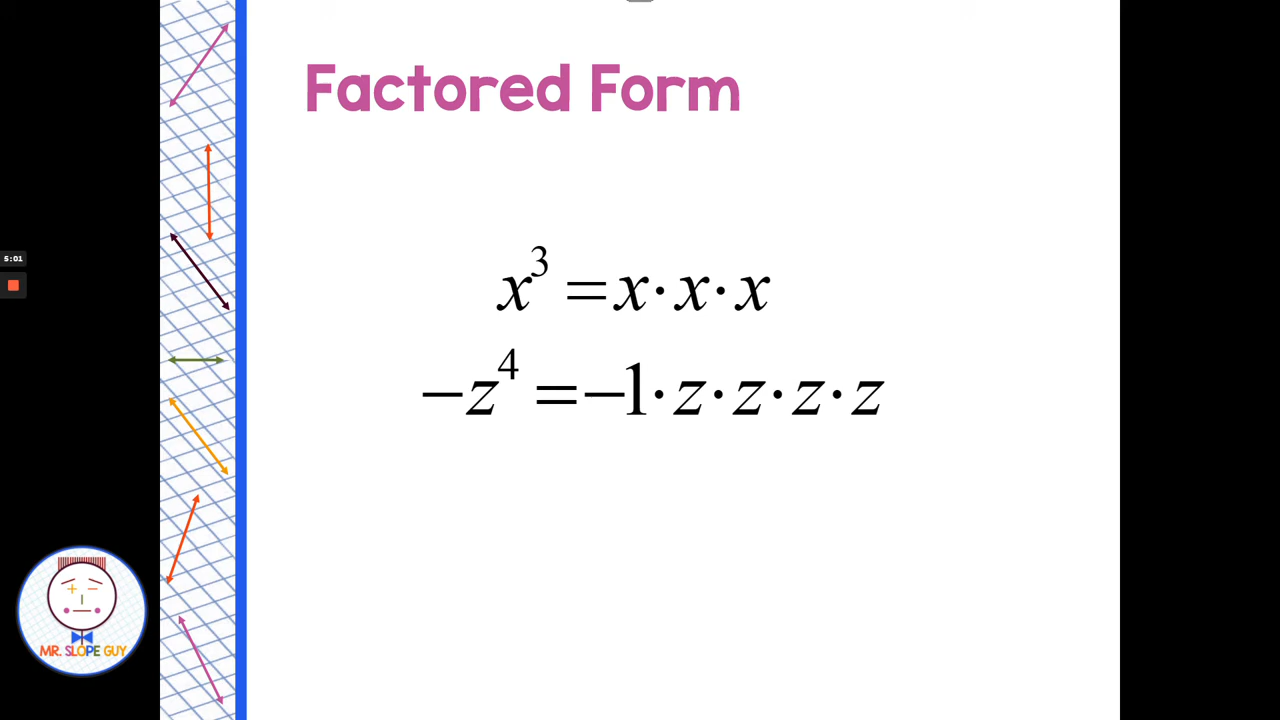 Factored Form
x³ = x · x · x
−z⁴ = −1 · z · z · z · z
5:01
MR. SLOPE GUY